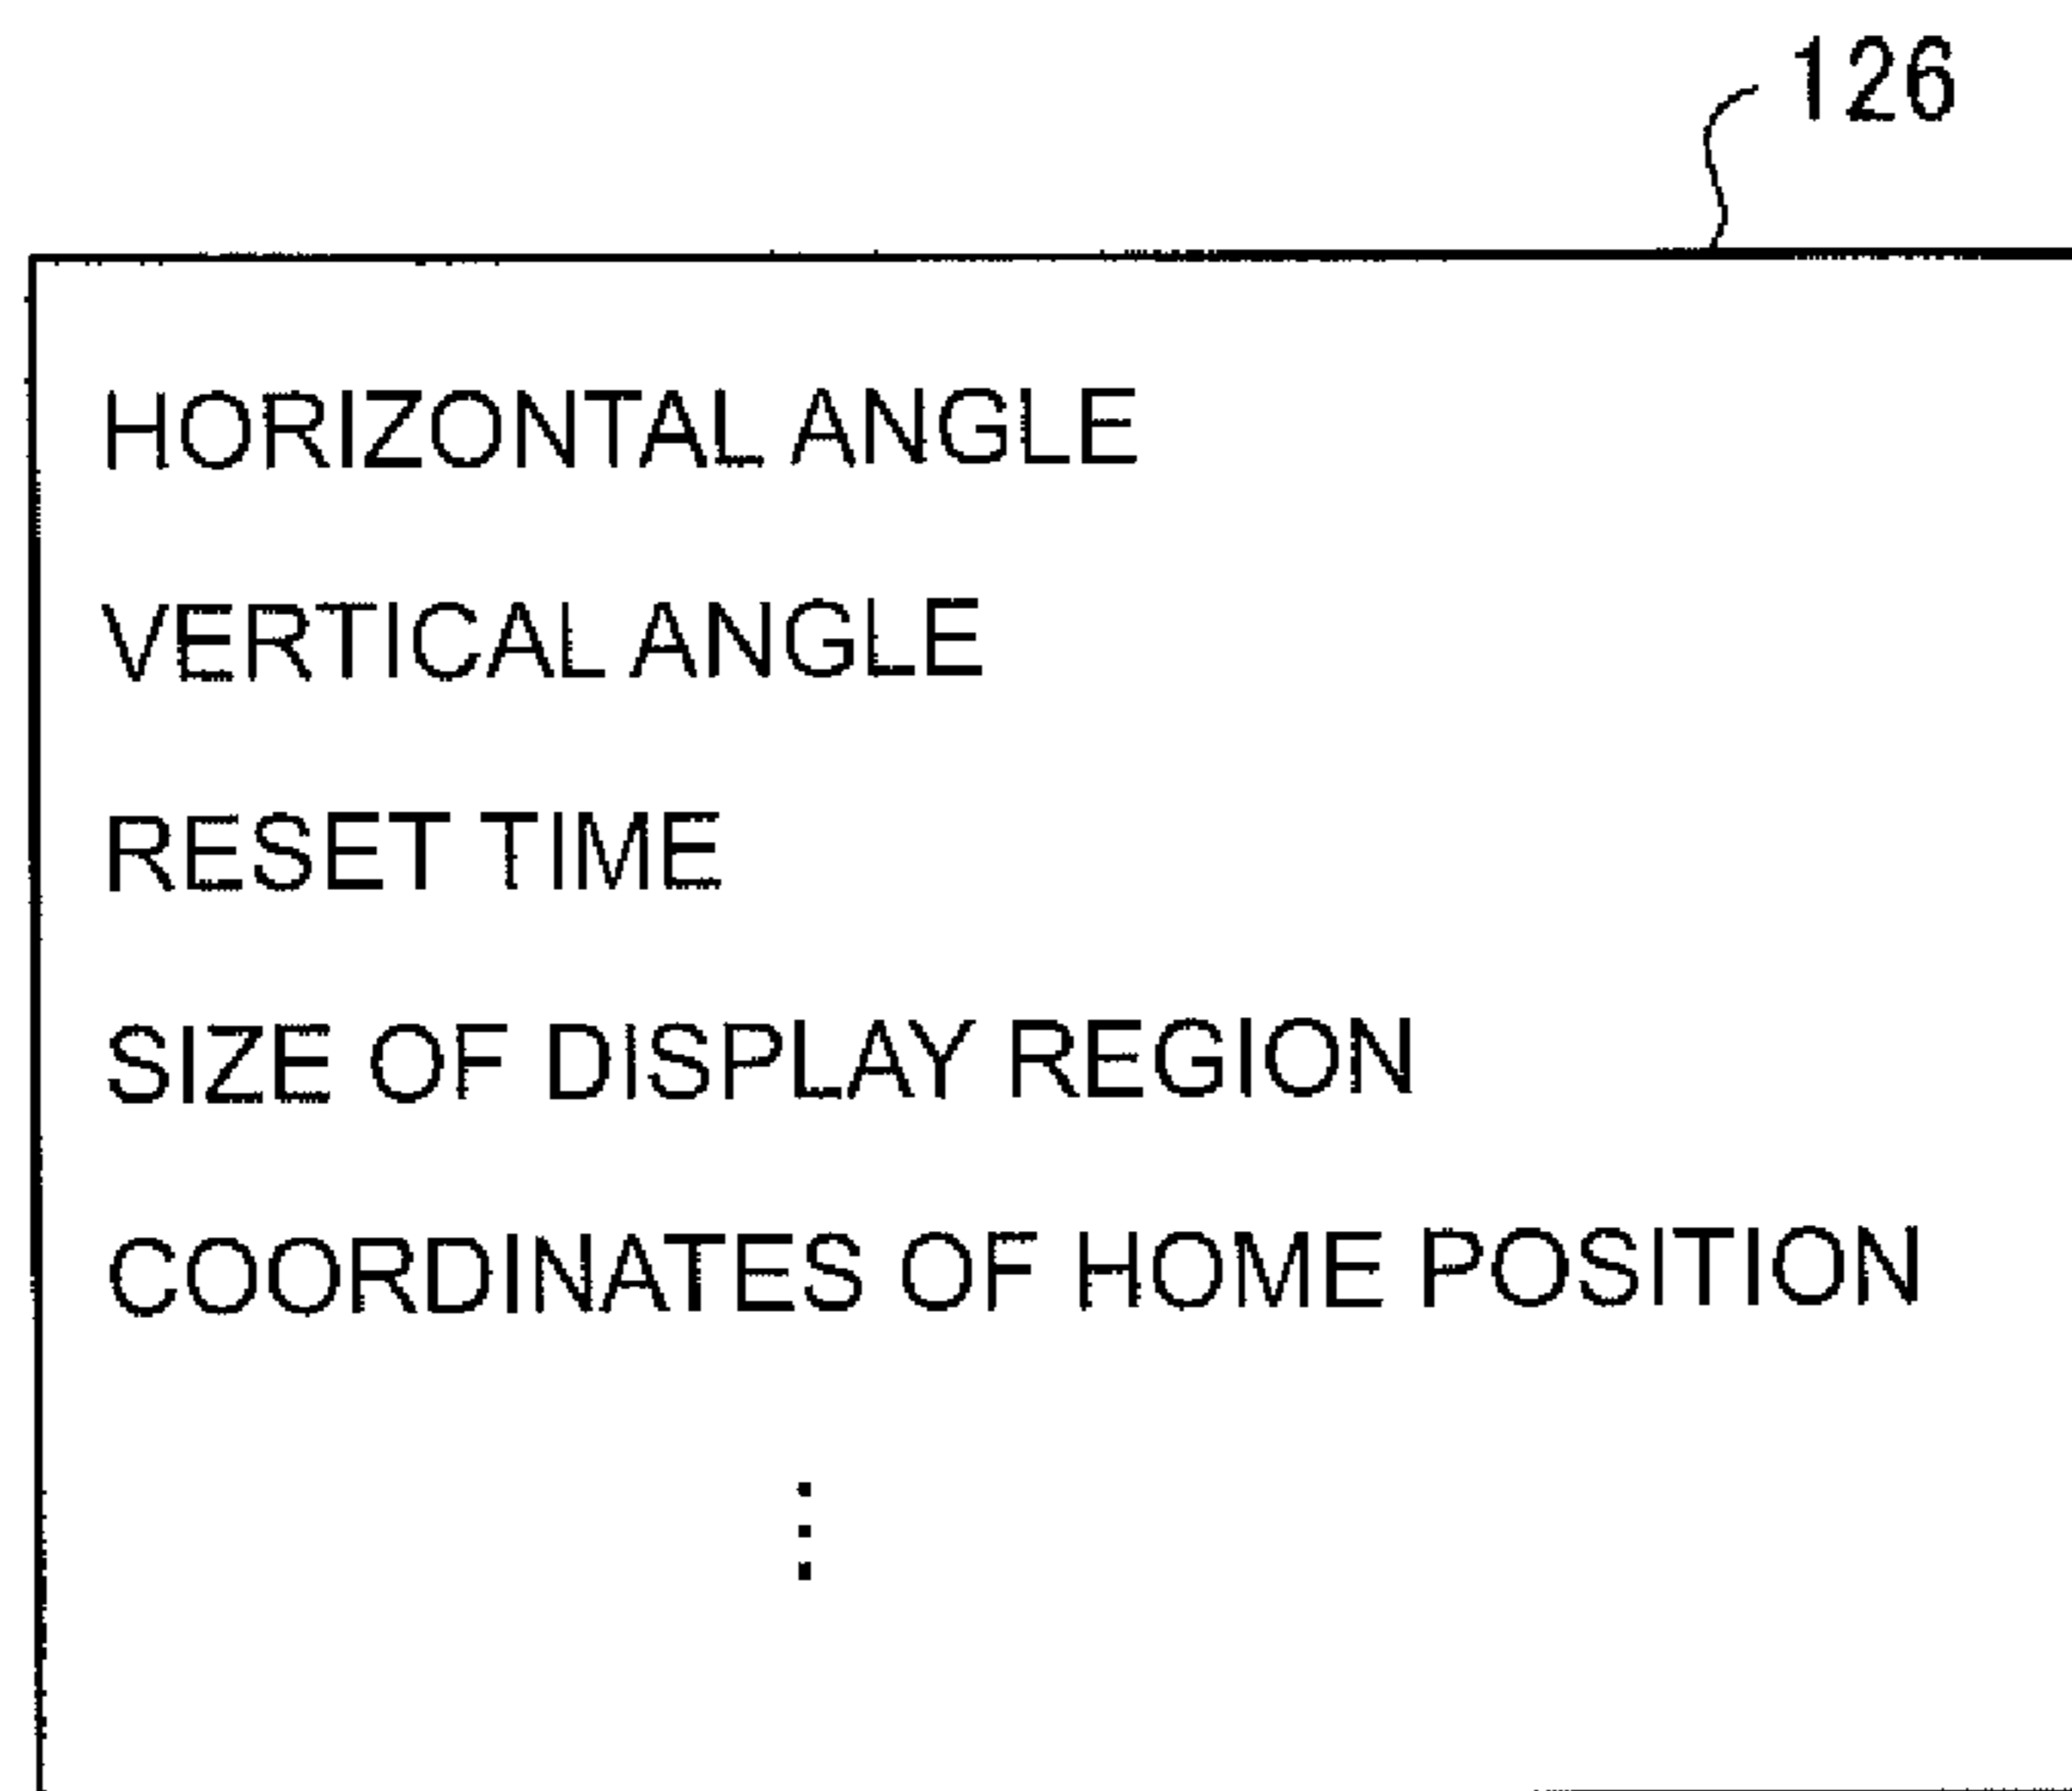 126
HORIZONTAL ANGLE
VERTICAL ANGLE
RESET TIME
SIZE OF DISPLAY REGION
COORDINATES OF HOME POSITION
⋮